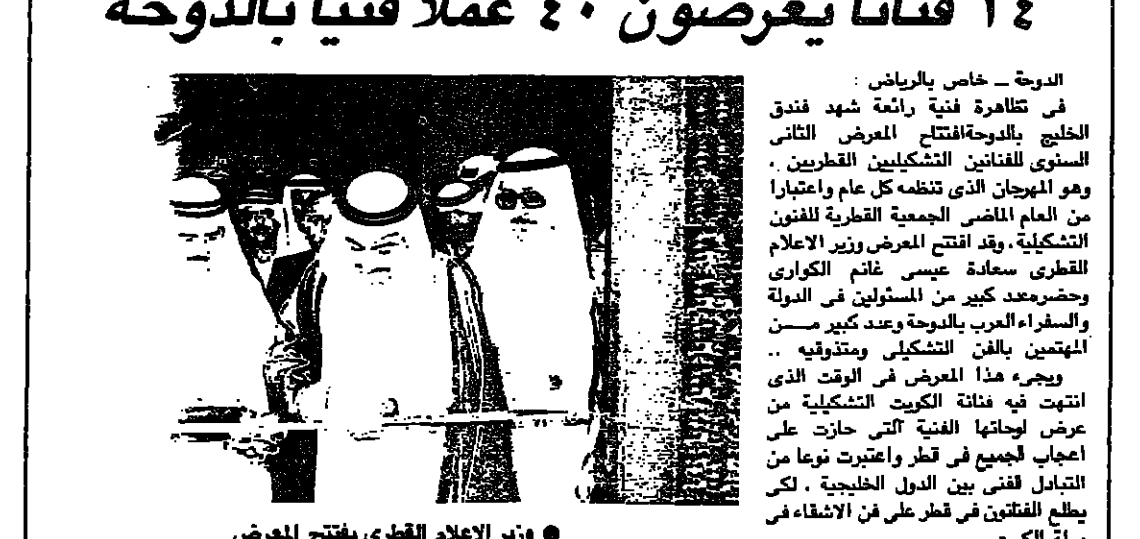 ١٤ فنانا يعرضون ٤٠ عملا فنيا بالدوحة
الدوحة ــ خاص بالرياض :
فى تظاهرة فنية رائعة شهد فندق
الخليج بالدوحةافتتاح المعرض الثانى
السنوى للفنانين التشكيليين القطريين .
وهو المهرجان الذى تنظمه كل عام واعتبارا
من العام الماضى الجمعية القطرية للفنون
التشكيلية ، وقد افتتح المعرض وزير الاعلام
القطرى سعادة عيسى غانم الكوارى
وحضرهعدد كبير من المسئولين فى الدولة
والسفراء العرب بالدوحة وعدد كبير مــــن
المهتمين بالفن التشكيلى ومتذوقيه ..
ويجىء هذا المعرض فى الوقت الذى
انتهت فيه فنانة الكويت التشكيلية من
عرض لوحاتها الفنية التى حازت على
اعجاب الجميع فى قطر واعتبرت نوعا من
التبادل الفنى بين الدول الخليجية . لكى
يطلع الفنانون فى قطر على فن الاشقاء فى
● وزير الاعلام القطرى يفتتح المعرض